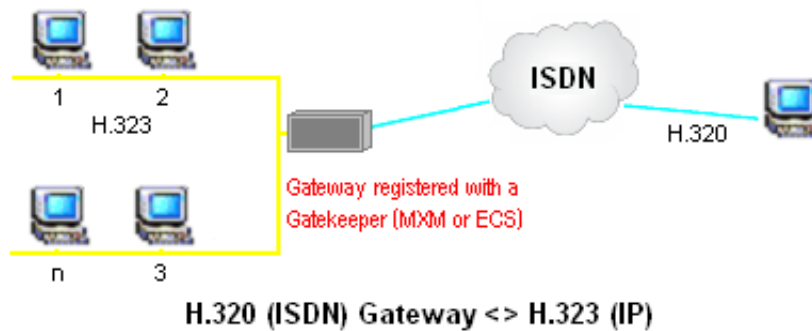 ISDN
1
2
H.323
H.320
Gateway registered with a
Gatekeeper (MXM or ECS)
n
3
H.320 (ISDN) Gateway <> H.323 (IP)